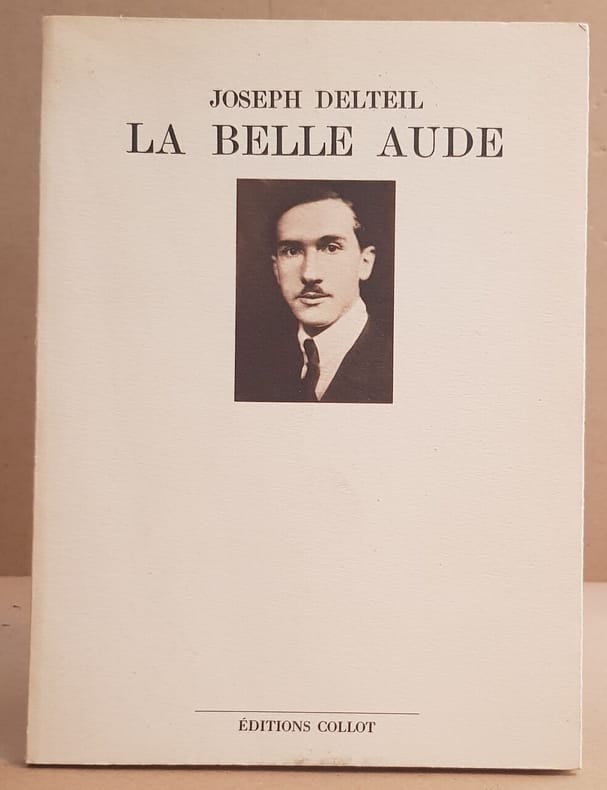 JOSEPH DELTEIL
LA BELLE AUDE
ÉDITIONS COLLOT